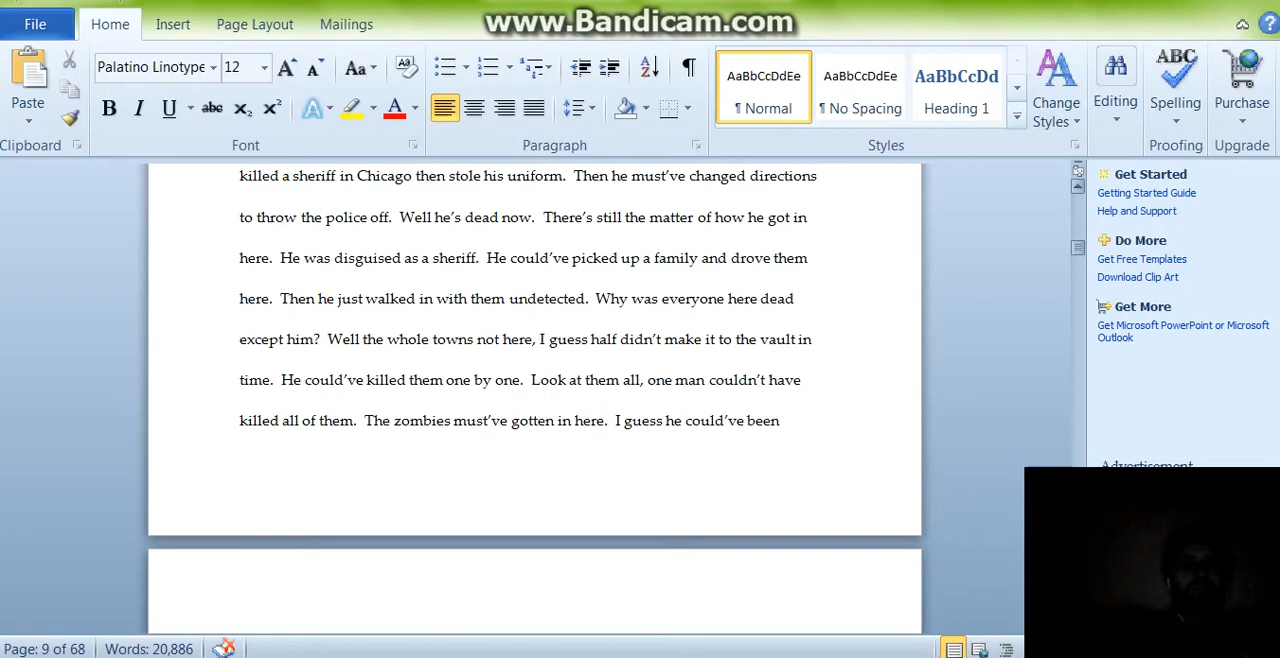 www.Bandicam.com
File Home Insert Page Layout Mailings
Palatino Linotype 12 AaBbCcDdEe AaBbCcDdEe AaBbCcDd
Paste ¶ Normal ¶ No Spacing Heading 1 Change Styles Editing Spelling Purchase
Clipboard Font Paragraph Styles Proofing Upgrade
killed a sheriff in Chicago then stole his uniform. Then he must’ve changed directions
to throw the police off. Well he’s dead now. There’s still the matter of how he got in
here. He was disguised as a sheriff. He could’ve picked up a family and drove them
here. Then he just walked in with them undetected. Why was everyone here dead
except him? Well the whole towns not here, I guess half didn’t make it to the vault in
time. He could’ve killed them one by one. Look at them all, one man couldn’t have
killed all of them. The zombies must’ve gotten in here. I guess he could’ve been
Get Started
Getting Started Guide
Help and Support
Do More
Get Free Templates
Download Clip Art
Get More
Get Microsoft PowerPoint or Microsoft
Outlook
Advertisement
Page: 9 of 68 Words: 20,886